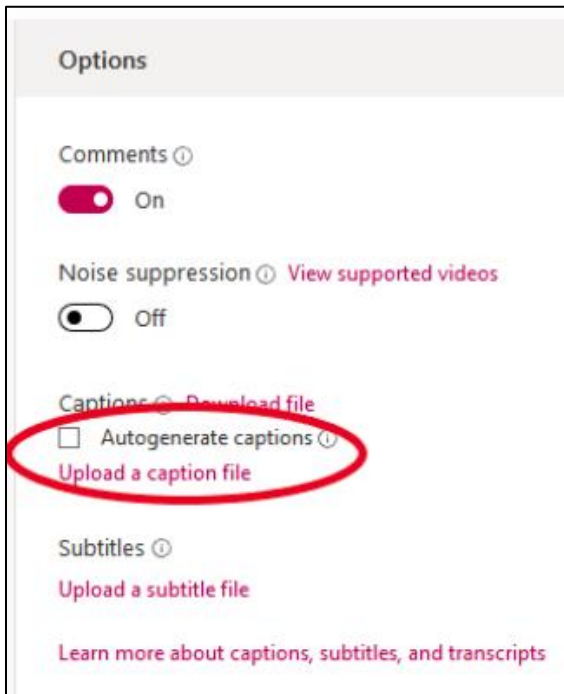 Options
Comments
On
Noise suppression View supported videos
Off
Captions Download file
Autogenerate captions
Upload a caption file
Subtitles
Upload a subtitle file
Learn more about captions, subtitles, and transcripts